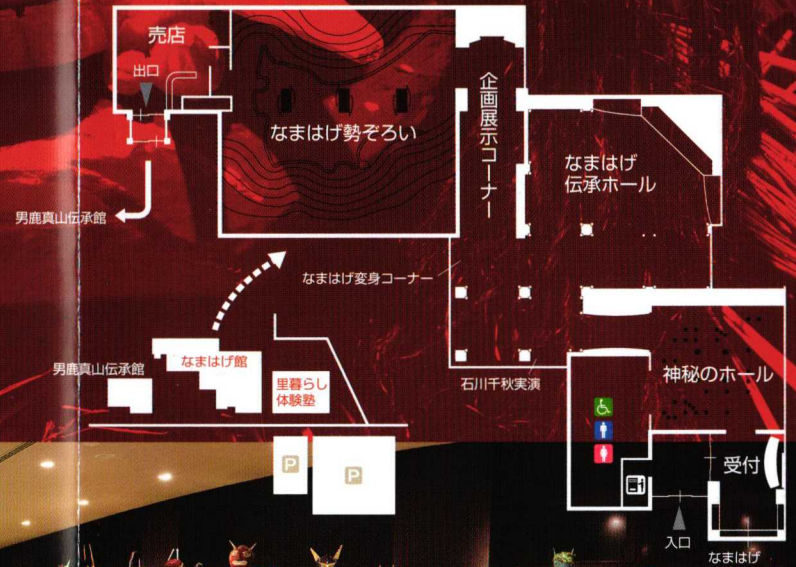 売店
出口
なまはげ勢ぞろい
企画展示コーナー
なまはげ
伝承ホール
男鹿真山伝承館
なまはげ変身コーナー
男鹿真山伝承館
なまはげ館
里暮らし
体験塾
石川千秋実演
神秘のホール
P
P
受付
入口
なまはげ